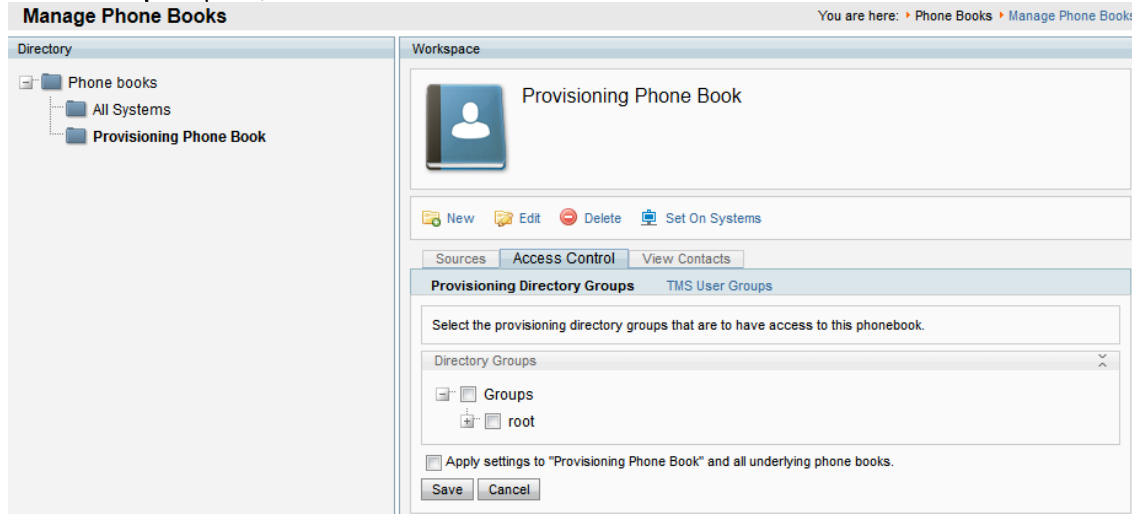 Manage Phone Books
You are here: Phone Books Manage Phone Books
Directory
Phone books
All Systems
Provisioning Phone Book
Workspace
Provisioning Phone Book
New Edit Delete Set On Systems
Sources Access Control View Contacts
Provisioning Directory Groups TMS User Groups
Select the provisioning directory groups that are to have access to this phonebook.
Directory Groups
Groups
root
Apply settings to "Provisioning Phone Book" and all underlying phone books.
Save Cancel